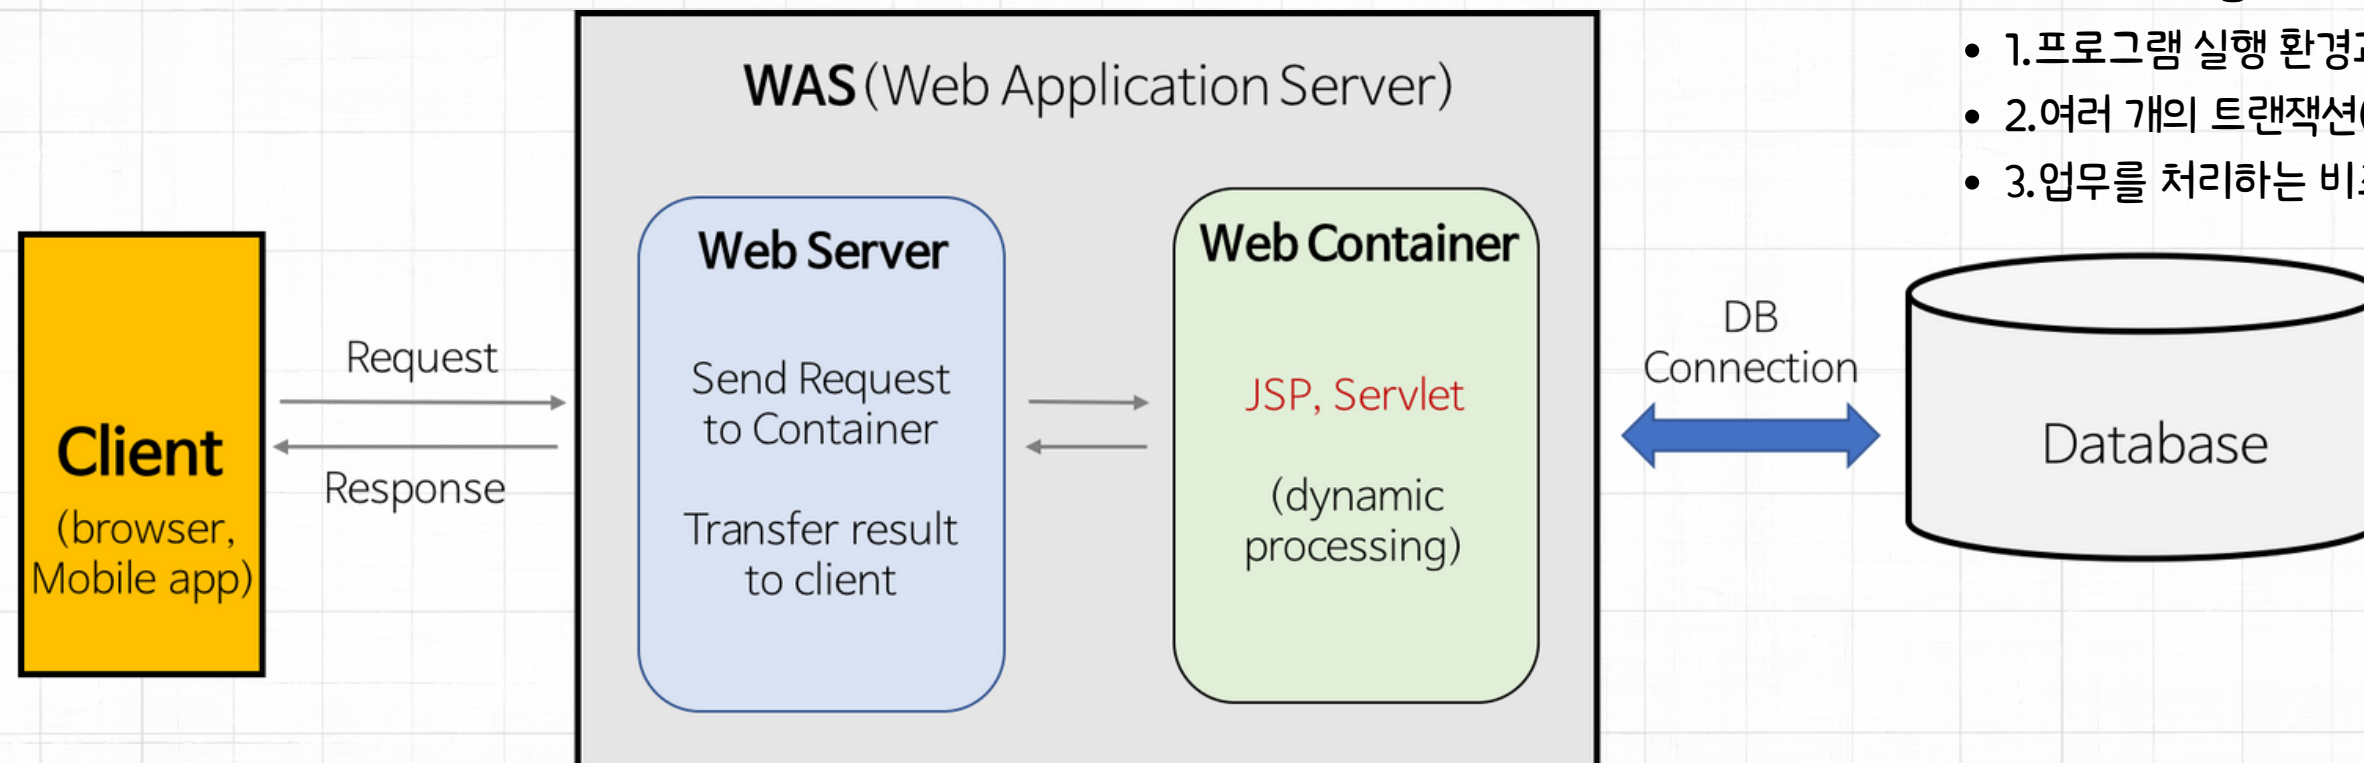 WAS (Web Application Server)
1.프로그램 실행 환경
2.여러 개의 트랜잭션(
3.업무를 처리하는
Client
(browser,
Mobile app)
Request
Response
Web Server
Send Request
to Container
Transfer result
to client
Web Container
JSP, Servlet
(dynamic
processing)
DB
Connection
Database